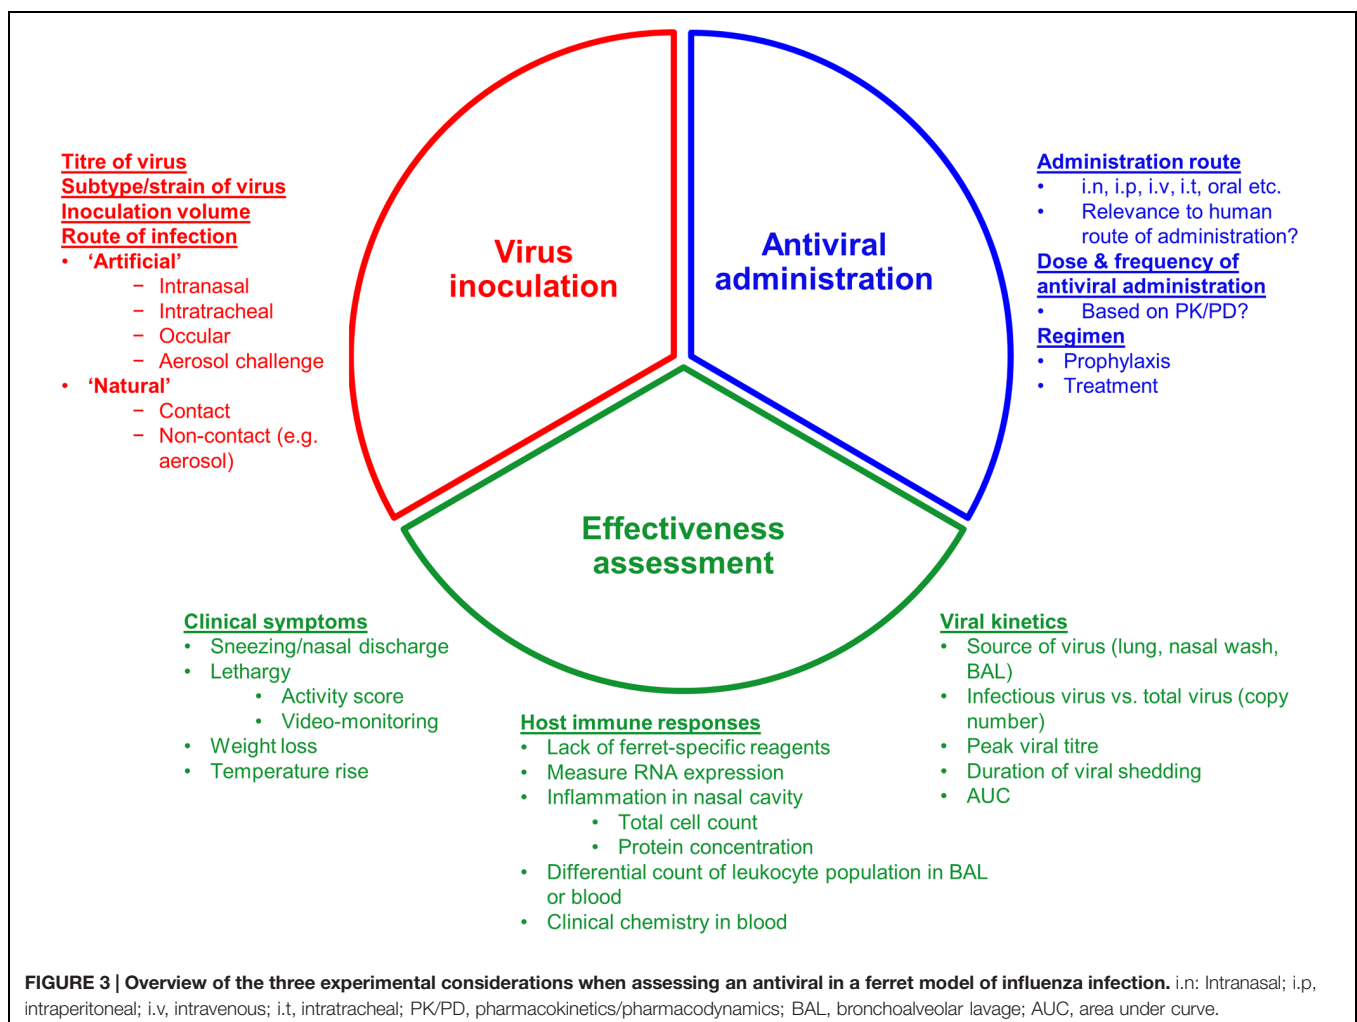 Titre of virus
Subtype/strain of virus
Inoculation volume
Route of infection
• ‘Artificial’
− Intranasal
− Intratracheal
− Occular
− Aerosol challenge
• ‘Natural’
− Contact
− Non-contact (e.g.
aerosol)
Virus
inoculation
Antiviral
administration
Administration route
• i.n, i.p, i.v, i.t, oral etc.
• Relevance to human
route of administration?
Dose & frequency of
antiviral administration
• Based on PK/PD?
Regimen
• Prophylaxis
• Treatment
Effectiveness
assessment
Clinical symptoms
• Sneezing/nasal discharge
• Lethargy
• Activity score
• Video-monitoring
• Weight loss
• Temperature rise
Host immune responses
• Lack of ferret-specific reagents
• Measure RNA expression
• Inflammation in nasal cavity
• Total cell count
• Protein concentration
• Differential count of leukocyte population in BAL
or blood
• Clinical chemistry in blood
Viral kinetics
• Source of virus (lung, nasal wash,
BAL)
• Infectious virus vs. total virus (copy
number)
• Peak viral titre
• Duration of viral shedding
• AUC
FIGURE 3 | Overview of the three experimental considerations when assessing an antiviral in a ferret model of influenza infection. i.n: Intranasal; i.p,
intraperitoneal; i.v, intravenous; i.t, intratracheal; PK/PD, pharmacokinetics/pharmacodynamics; BAL, bronchoalveolar lavage; AUC, area under curve.